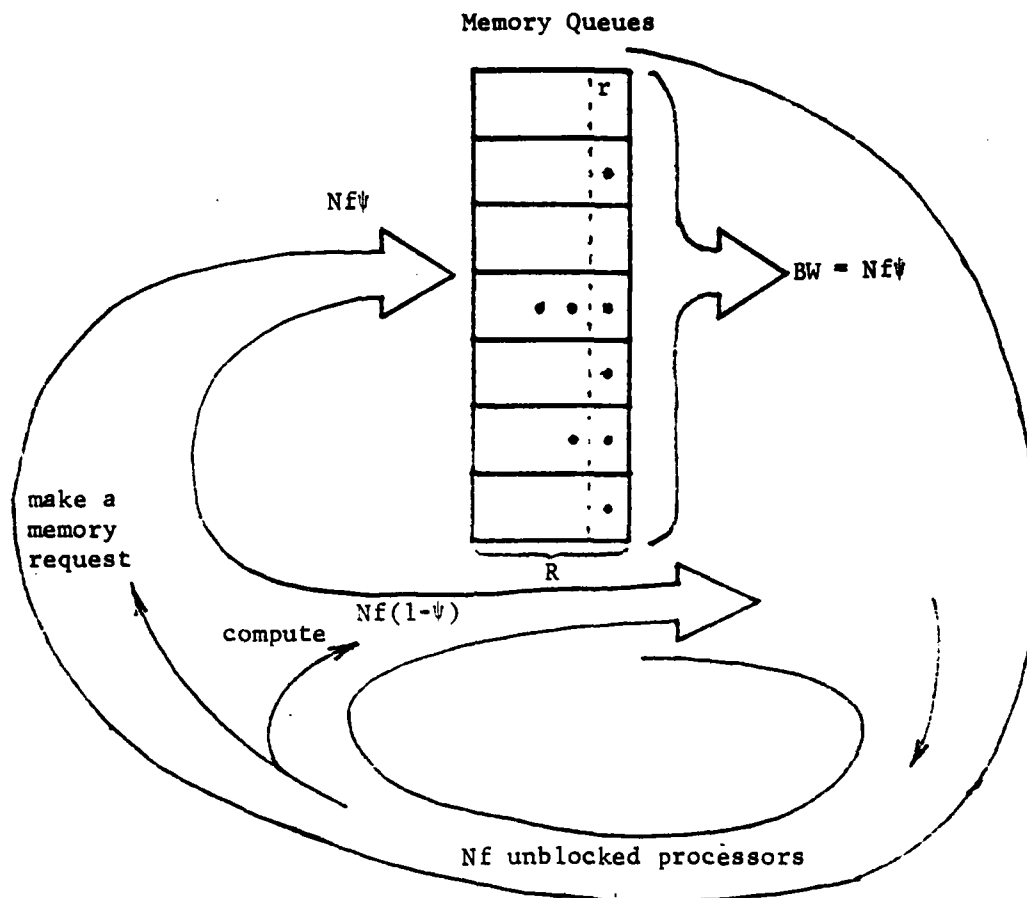 Memory Queues
r
Nfψ
BW = Nfψ
make a
memory
request
R
Nf(1-ψ)
compute
Nf unblocked processors